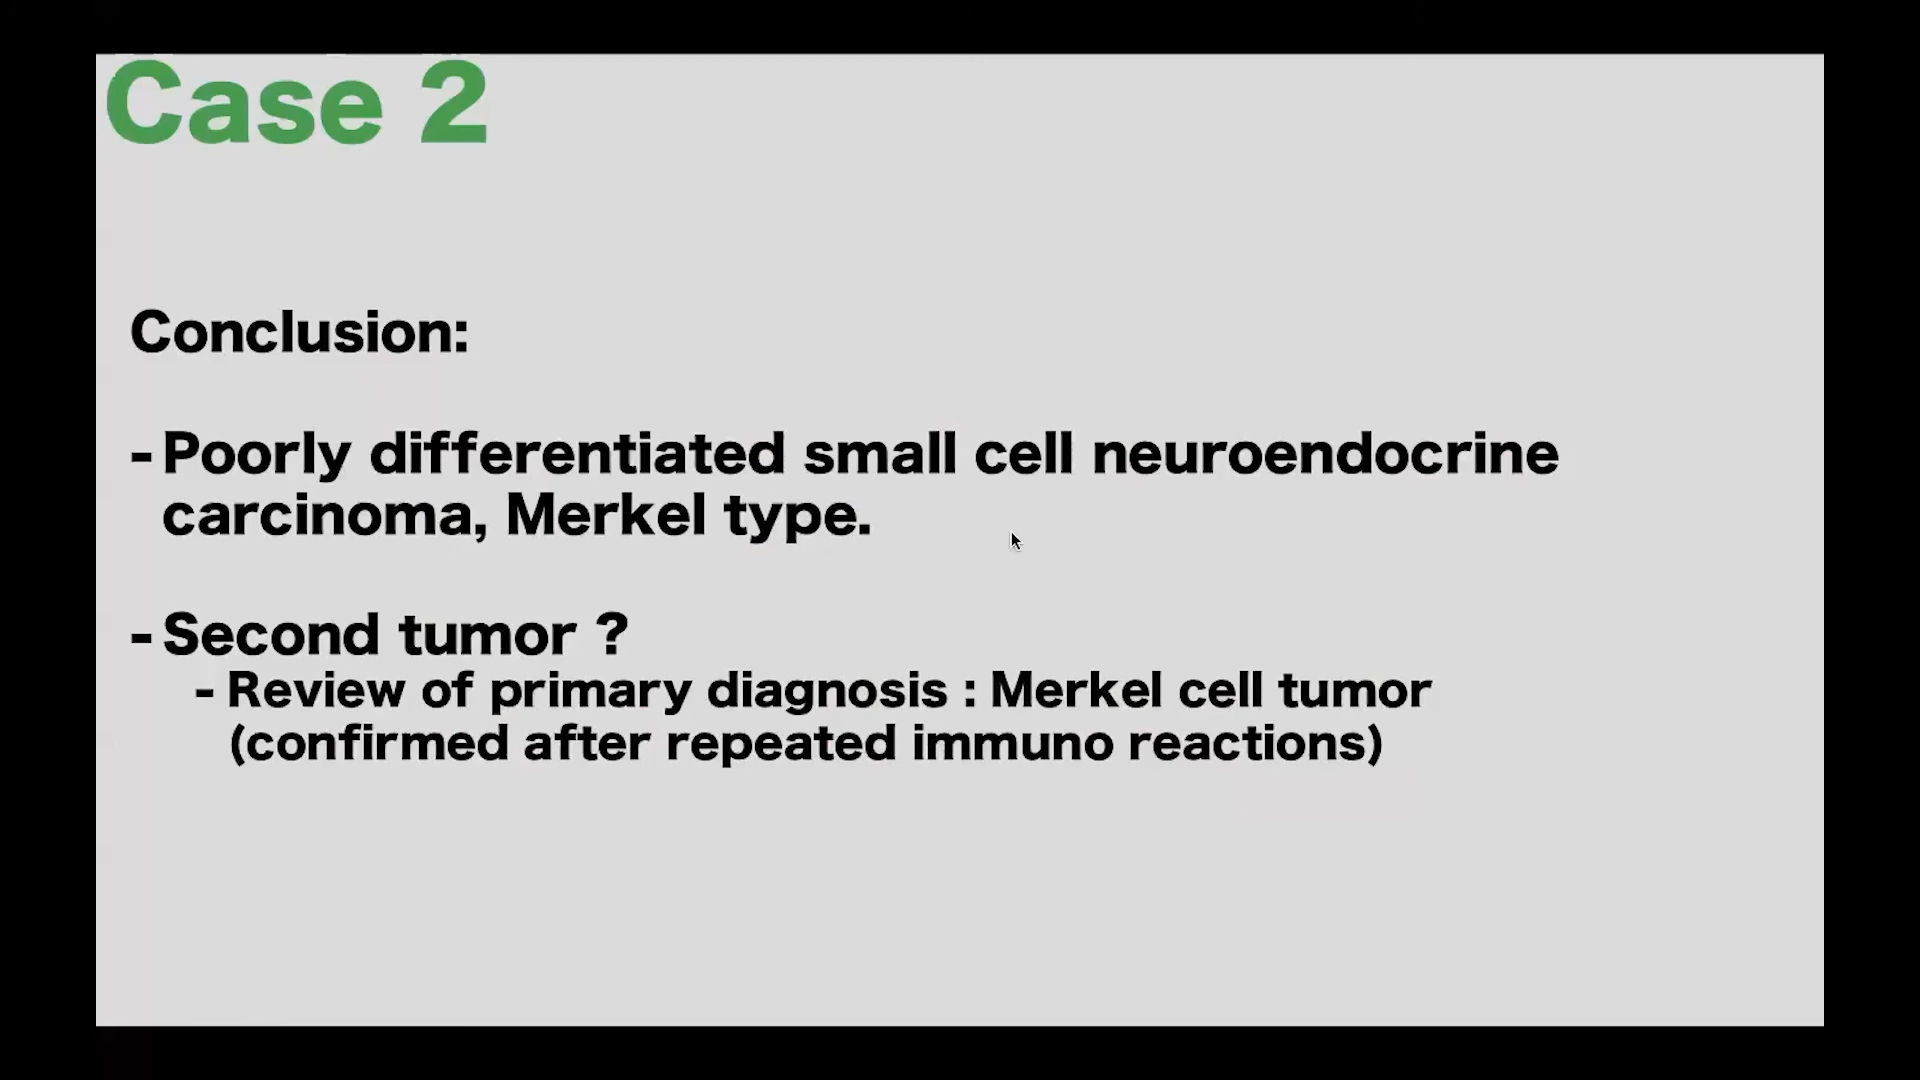 Case 2
Conclusion:
- Poorly differentiated small cell neuroendocrine
carcinoma, Merkel type.
- Second tumor ?
- Review of primary diagnosis : Merkel cell tumor
(confirmed after repeated immuno reactions)